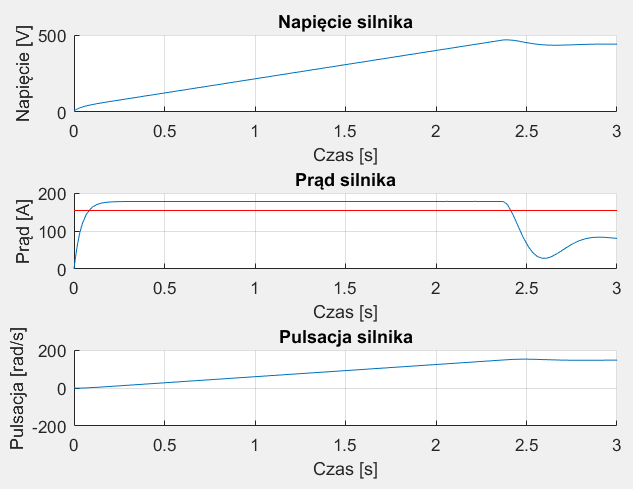 Napięcie silnika
Napięcie [V]
500
0
0 0.5 1 1.5 2 2.5 3
Czas [s]
Prąd silnika
Prąd [A]
200
100
0
0 0.5 1 1.5 2 2.5 3
Czas [s]
Pulsacja silnika
Pulsacja [rad/s]
200
0
-200
0 0.5 1 1.5 2 2.5 3
Czas [s]